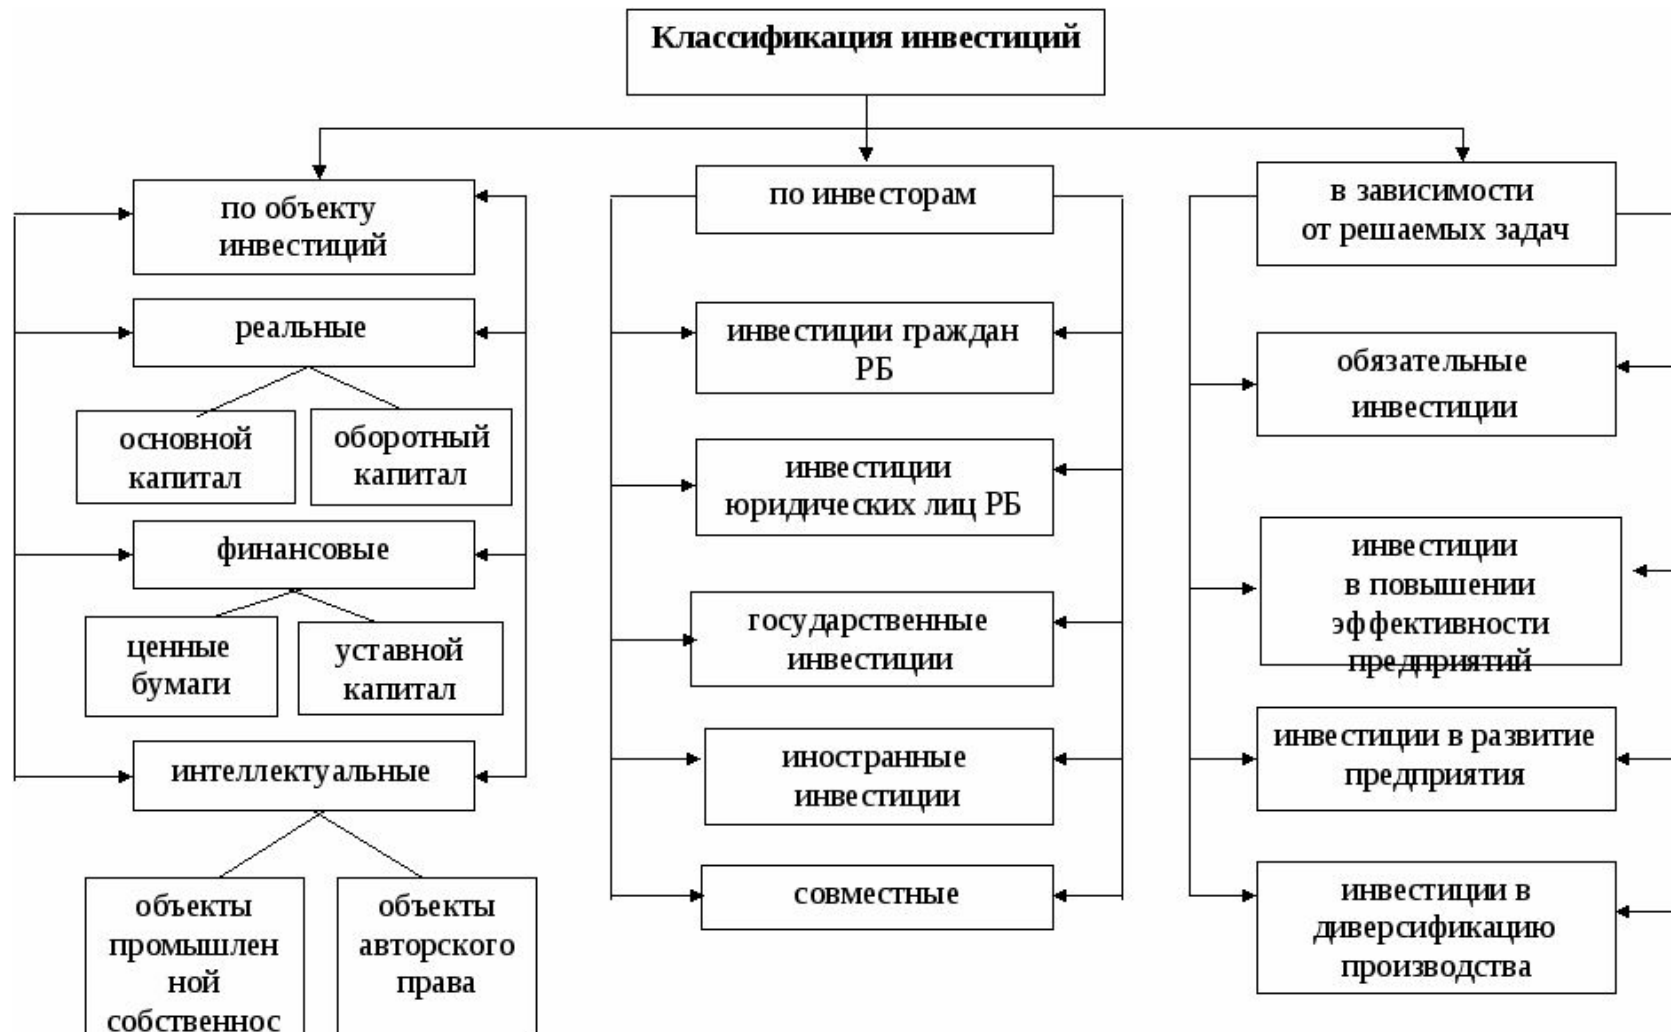 Классификация инвестиций
по объекту
инвестиций
реальные
основной
капитал
оборотный
капитал
финансовые
ценные
бумаги
уставной
капитал
интеллектуальные
объекты
промышлен
ной
собственнос
объекты
авторского
права
по инвесторам
инвестиции граждан
РБ
инвестиции
юридических лиц РБ
государственные
инвестиции
иностранные
инвестиции
совместные
в зависимости
от решаемых задач
обязательные
инвестиции
инвестиции
в повышении
эффективности
предприятий
инвестиции в развитие
предприятия
инвестиции в
диверсификацию
производства